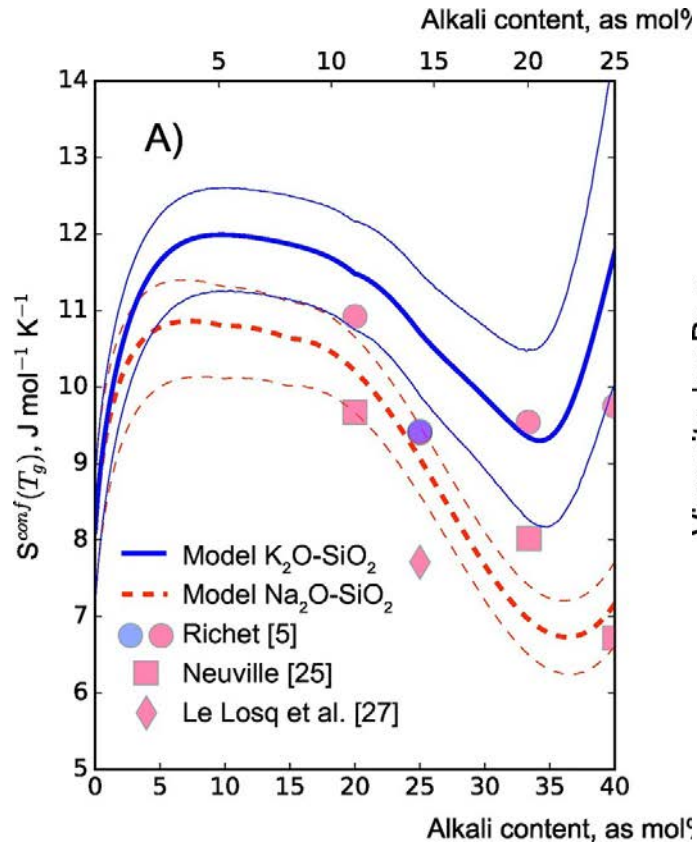 Alkali content, as mol%
5 10 15 20 25
14
A)
13
12
11
10
9
8
7
6
5
S^conf(T_g), J mol⁻¹ K⁻¹
Model K₂O-SiO₂
Model Na₂O-SiO₂
Richet [5]
Neuville [25]
Le Losq et al. [27]
0 5 10 15 20 25 30 35 40
Alkali content, as mol%